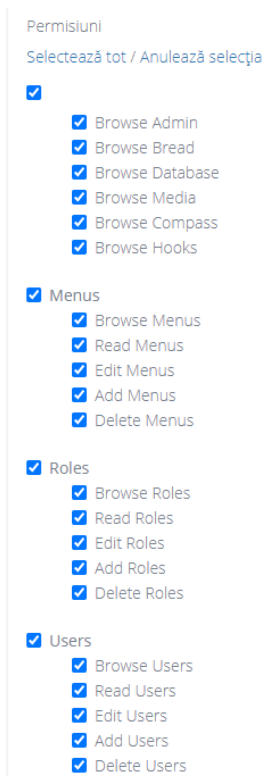 Permisiuni
Selectează tot / Anulează selecția
Browse Admin
Browse Bread
Browse Database
Browse Media
Browse Compass
Browse Hooks
Menus
Browse Menus
Read Menus
Edit Menus
Add Menus
Delete Menus
Roles
Browse Roles
Read Roles
Edit Roles
Add Roles
Delete Roles
Users
Browse Users
Read Users
Edit Users
Add Users
Delete Users